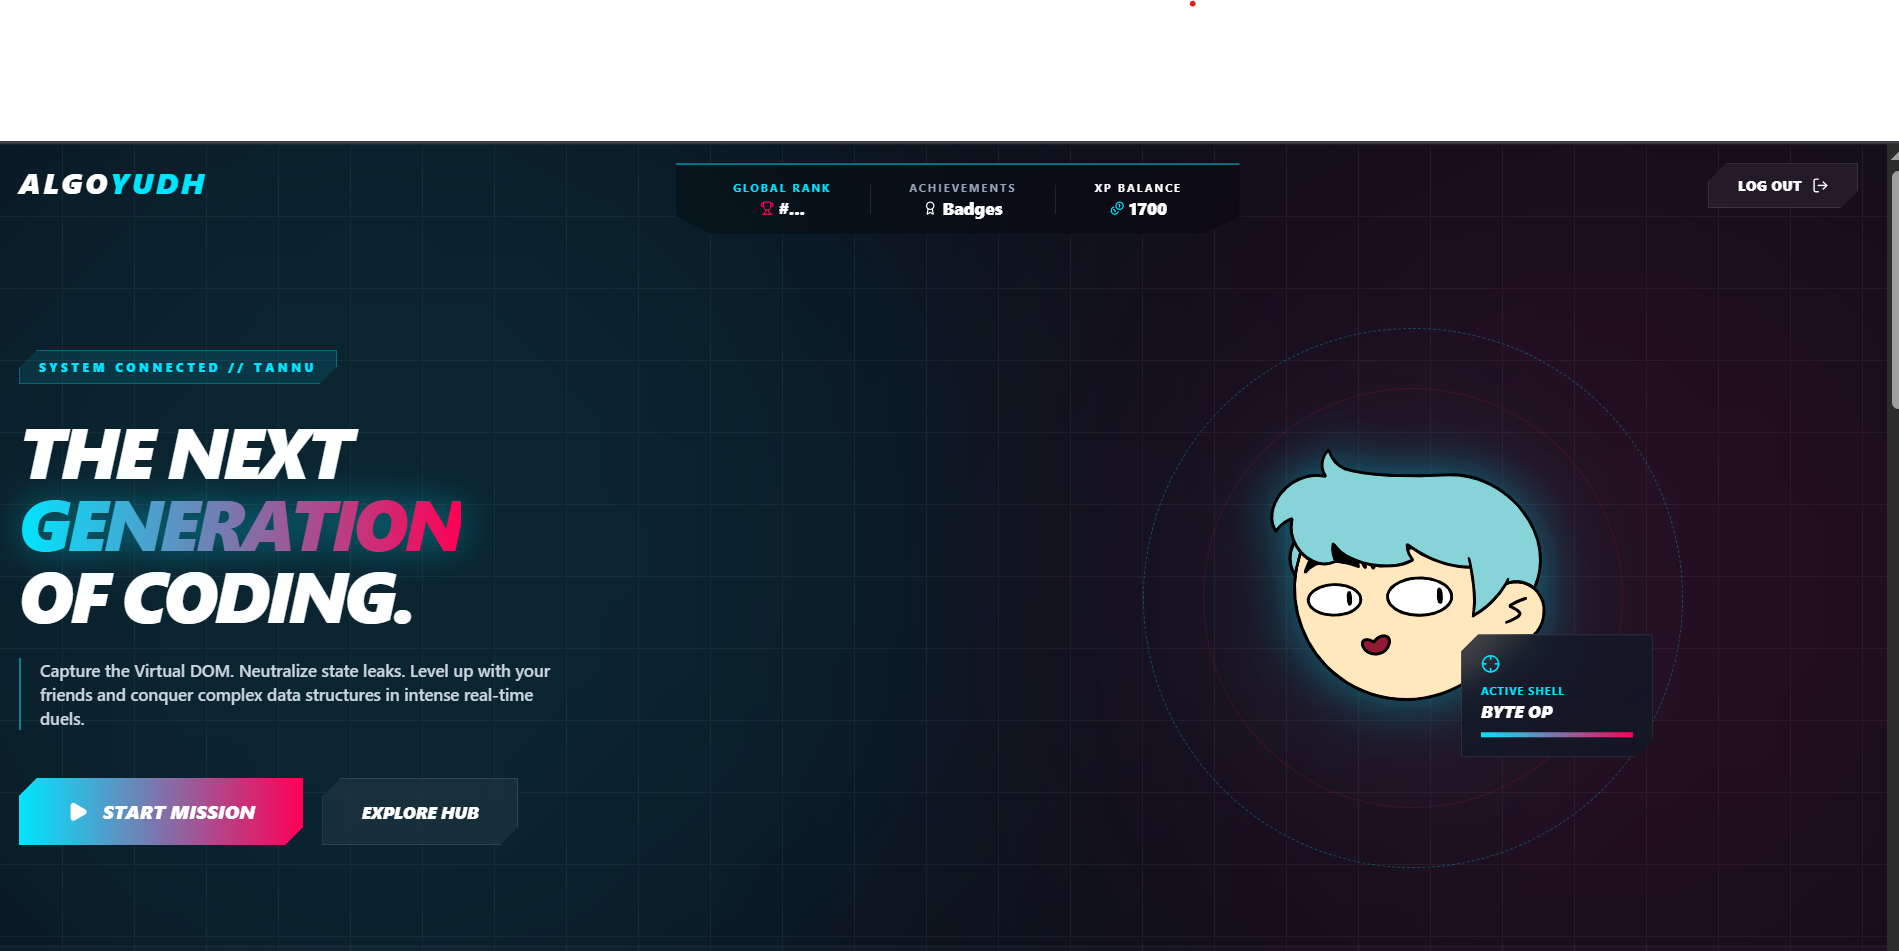 ALGOYUDH
GLOBAL RANK
#...
ACHIEVEMENTS
Badges
XP BALANCE
1700
LOG OUT
SYSTEM CONNECTED // TANNU
THE NEXT
GENERATION
OF CODING.
Capture the Virtual DOM. Neutralize state leaks. Level up with your
friends and conquer complex data structures in intense real-time
duels.
START MISSION
EXPLORE HUB
ACTIVE SHELL
BYTE OP